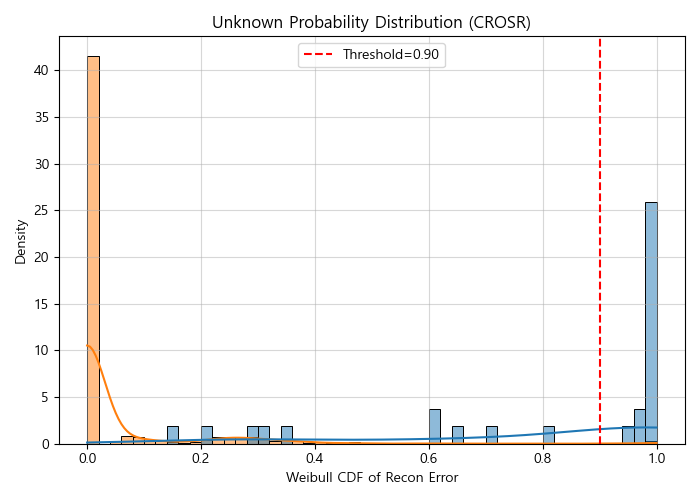 Unknown Probability Distribution (CROSR)
Threshold=0.90
Density
40
35
30
25
20
15
10
5
0
0.0 0.2 0.4 0.6 0.8 1.0
Weibull CDF of Recon Error